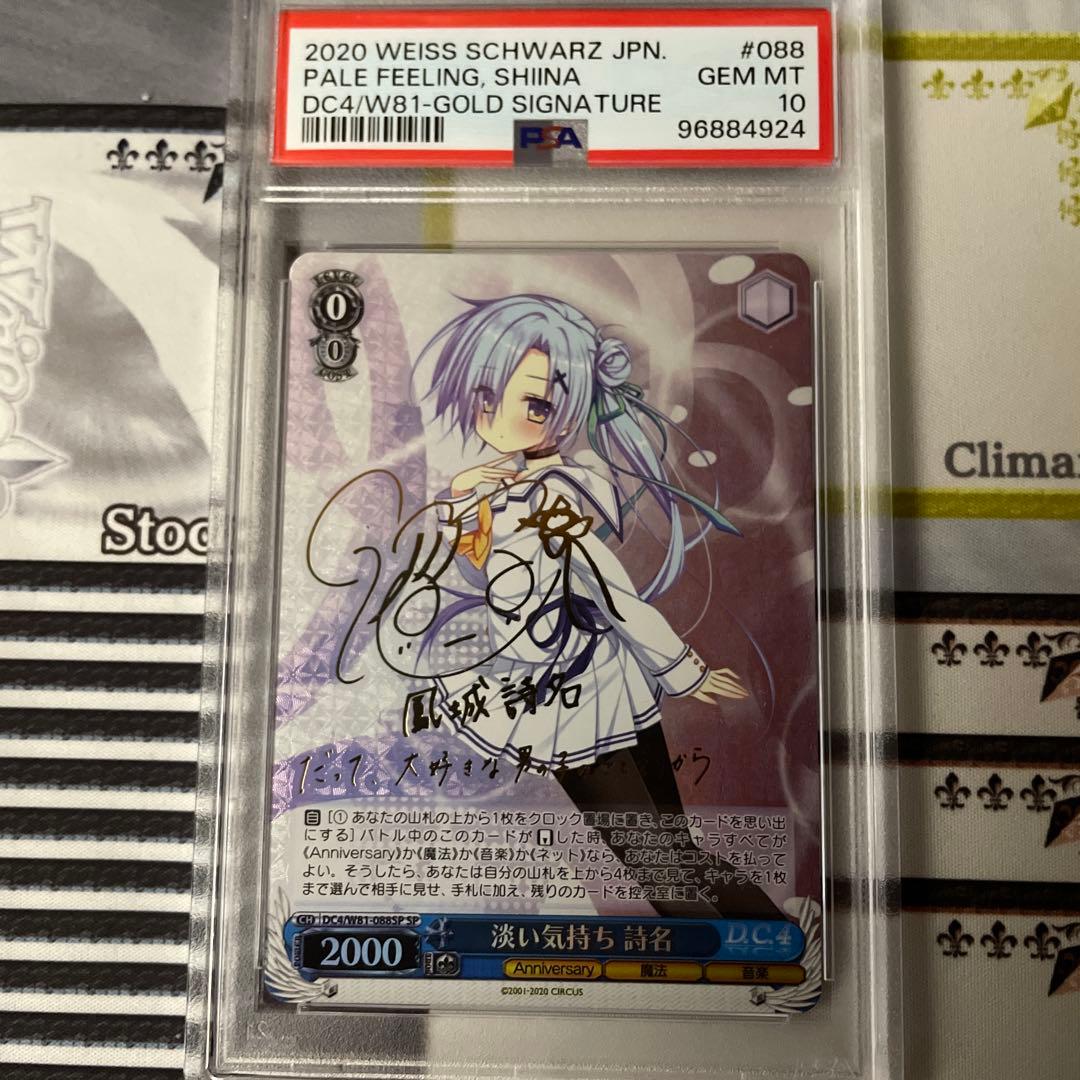 2020 WEISS SCHWARZ JPN. #088
PALE FEELING, SHIINA GEM MT
DC4/W81-GOLD SIGNATURE 10
96884924
PSA
Stoc
Climax
0
0
鳳城 詩名
だって、大好きな男の子の から
自 [① あなたの山札の上から1枚をクロック置場に置き、このカードを思い出
にする] バトル中のこのカードが した時、あなたのキャラすべてが
《Anniversary》か《魔法》か《音楽》か《ネット》なら、あなたはコストを払って
よい。そうしたら、あなたは自分の山札を上から4枚まで見て、キャラを1枚
まで選んで相手に見せ、手札に加え、残りのカードを控え室に置く。
CH DC4/W81-088SP SP
2000 淡い気持ち 詩名 D.C.4
Anniversary 魔法 音楽
©2001-2020 CIRCUS